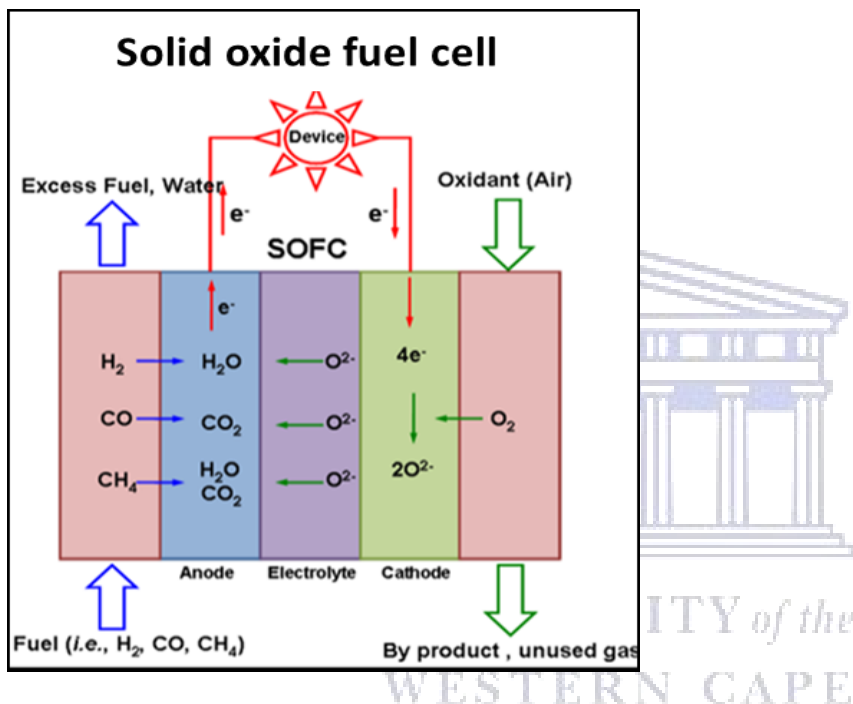 Solid oxide fuel cell
Device
Excess Fuel, Water
Oxidant (Air)
e⁻
e⁻
SOFC
e⁻
H₂
H₂O
O²⁻
4e⁻
CO
CO₂
O²⁻
O₂
CH₄
H₂O
CO₂
O²⁻
2O²⁻
Anode
Electrolyte
Cathode
Fuel (i.e., H₂, CO, CH₄)
By product , unused gas
ITY of the
WESTERN CAPE